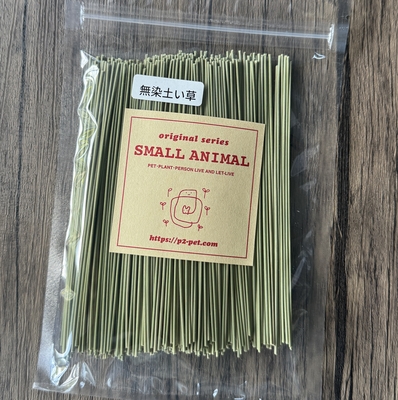 無染土い草
original series
SMALL ANIMAL
PET-PLANT-PERSON LIVE AND LET-LIVE
https://p2-pet.com